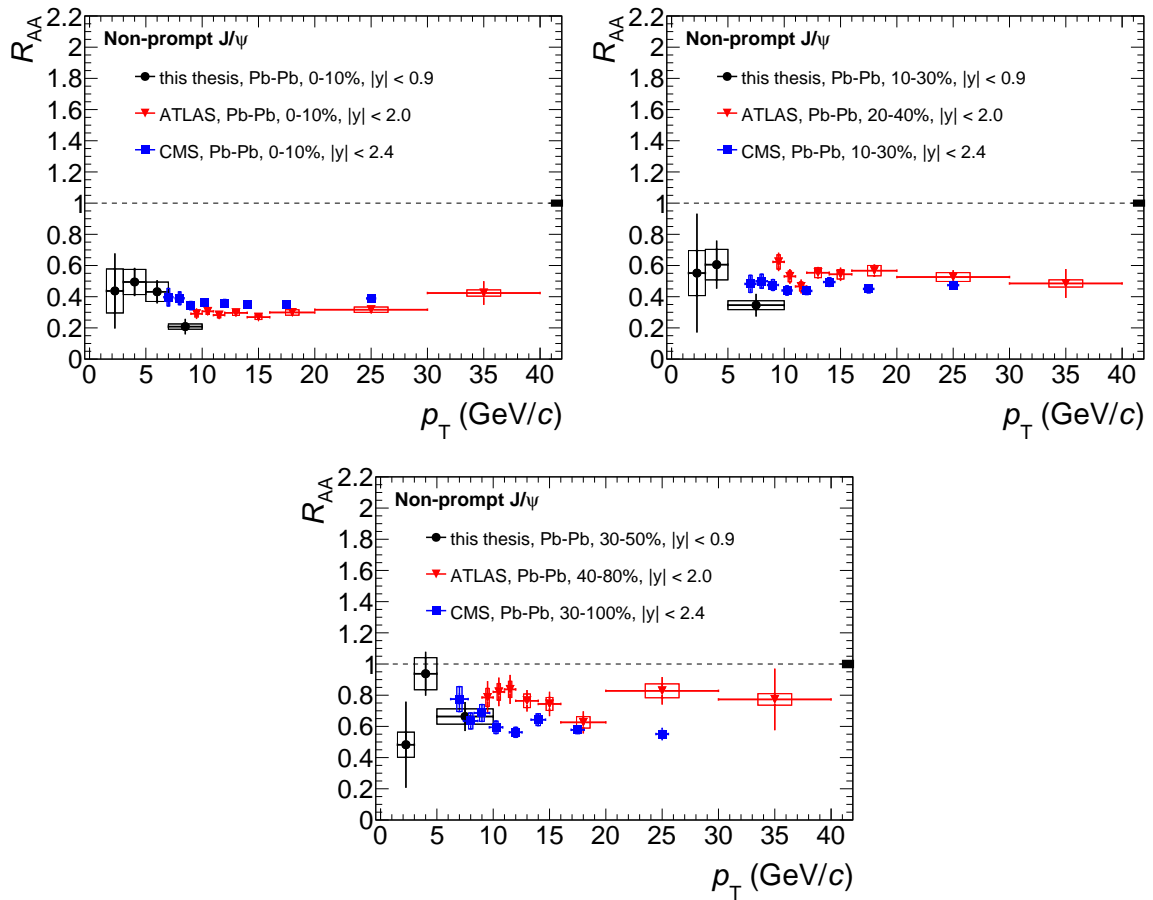 Non-prompt J/ψ
this thesis, Pb-Pb, 0-10%, |y| < 0.9
ATLAS, Pb-Pb, 0-10%, |y| < 2.0
CMS, Pb-Pb, 0-10%, |y| < 2.4
R_AA
2.2
2
1.8
1.6
1.4
1.2
1
0.8
0.6
0.4
0.2
0
0 5 10 15 20 25 30 35 40
p_T (GeV/c)
Non-prompt J/ψ
this thesis, Pb-Pb, 10-30%, |y| < 0.9
ATLAS, Pb-Pb, 20-40%, |y| < 2.0
CMS, Pb-Pb, 10-30%, |y| < 2.4
R_AA
2.2
2
1.8
1.6
1.4
1.2
1
0.8
0.6
0.4
0.2
0
0 5 10 15 20 25 30 35 40
p_T (GeV/c)
Non-prompt J/ψ
this thesis, Pb-Pb, 30-50%, |y| < 0.9
ATLAS, Pb-Pb, 40-80%, |y| < 2.0
CMS, Pb-Pb, 30-100%, |y| < 2.4
R_AA
2.2
2
1.8
1.6
1.4
1.2
1
0.8
0.6
0.4
0.2
0
0 5 10 15 20 25 30 35 40
p_T (GeV/c)